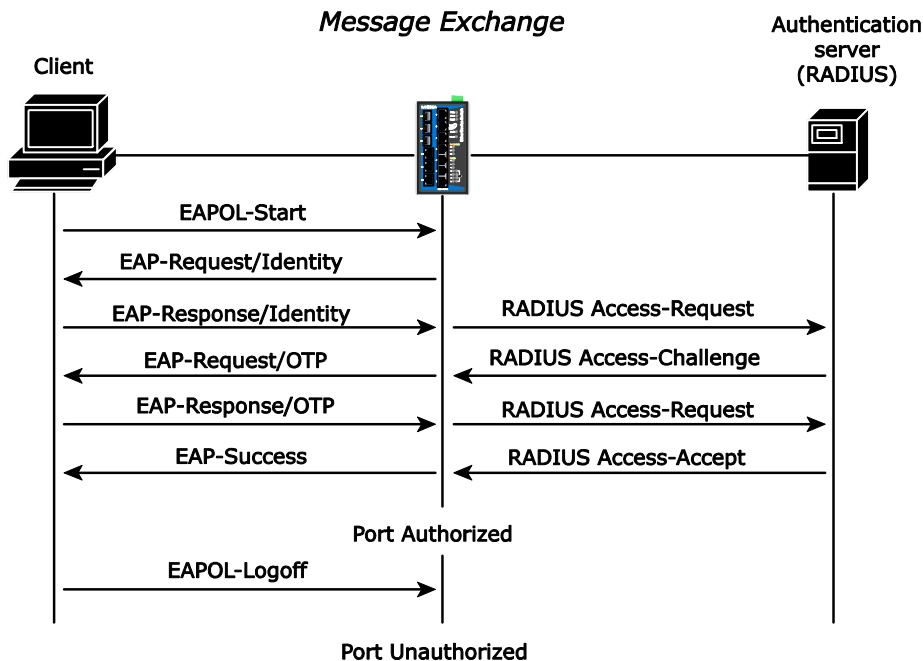 Message Exchange
Authentication
server
(RADIUS)
Client
EAPOL-Start
EAP-Request/Identity
EAP-Response/Identity
RADIUS Access-Request
EAP-Request/OTP
RADIUS Access-Challenge
EAP-Response/OTP
RADIUS Access-Request
EAP-Success
RADIUS Access-Accept
Port Authorized
EAPOL-Logoff
Port Unauthorized